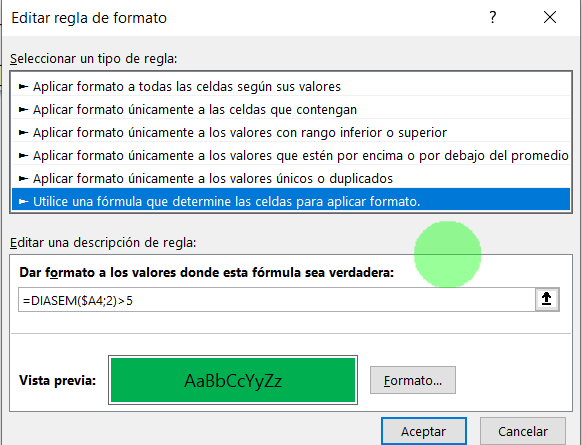 Editar regla de formato
?
Seleccionar un tipo de regla:
► Aplicar formato a todas las celdas según sus valores
► Aplicar formato únicamente a las celdas que contengan
► Aplicar formato únicamente a los valores con rango inferior o superior
► Aplicar formato únicamente a los valores que estén por encima o por debajo del promedio
► Aplicar formato únicamente a los valores únicos o duplicados
► Utilice una fórmula que determine las celdas para aplicar formato.
Editar una descripción de regla:
Dar formato a los valores donde esta fórmula sea verdadera:
=DIASEM($A4;2)>5
Vista previa: AaBbCcYyZz Formato...
Aceptar Cancelar